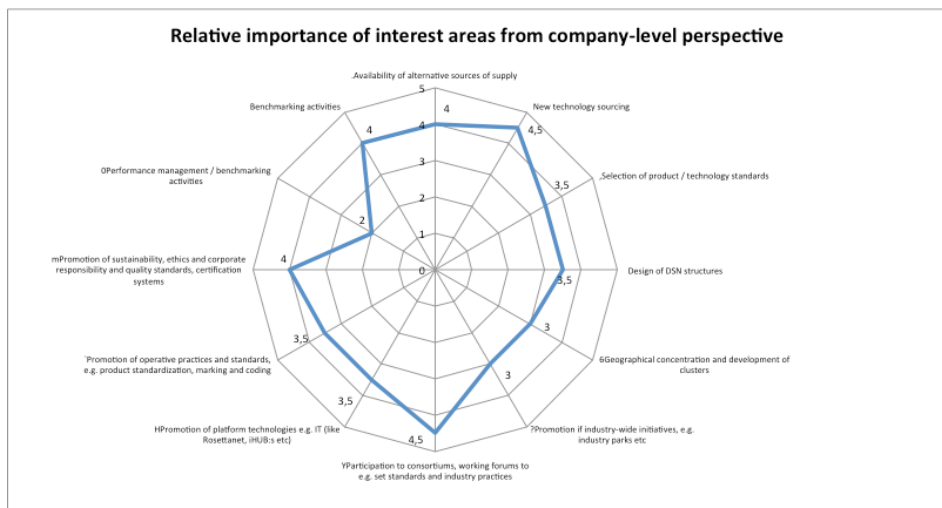 Relative importance of interest areas from company-level perspective
.Availability of alternative sources of supply
5
Benchmarking activities
New technology sourcing
4
4
4
4,5
3
0Performance management / benchmarking
activities
3,5
.Selection of product / technology standards
2
2
1
mPromotion of sustainability, ethics and corporate
responsibility and quality standards, certification
systems
4
0
3,5
Design of DSN structures
3
3,5
`Promotion of operative practices and standards,
e.g. product standardization, marking and coding
6Geographical concentration and development of
clusters
3
3,5
HPromotion of platform technologies e.g. IT (like
Rosettanet, iHUB:s etc)
4,5
?Promotion if industry-wide initiatives, e.g.
industry parks etc
YParticipation to consortiums, working forums to
e.g. set standards and industry practices